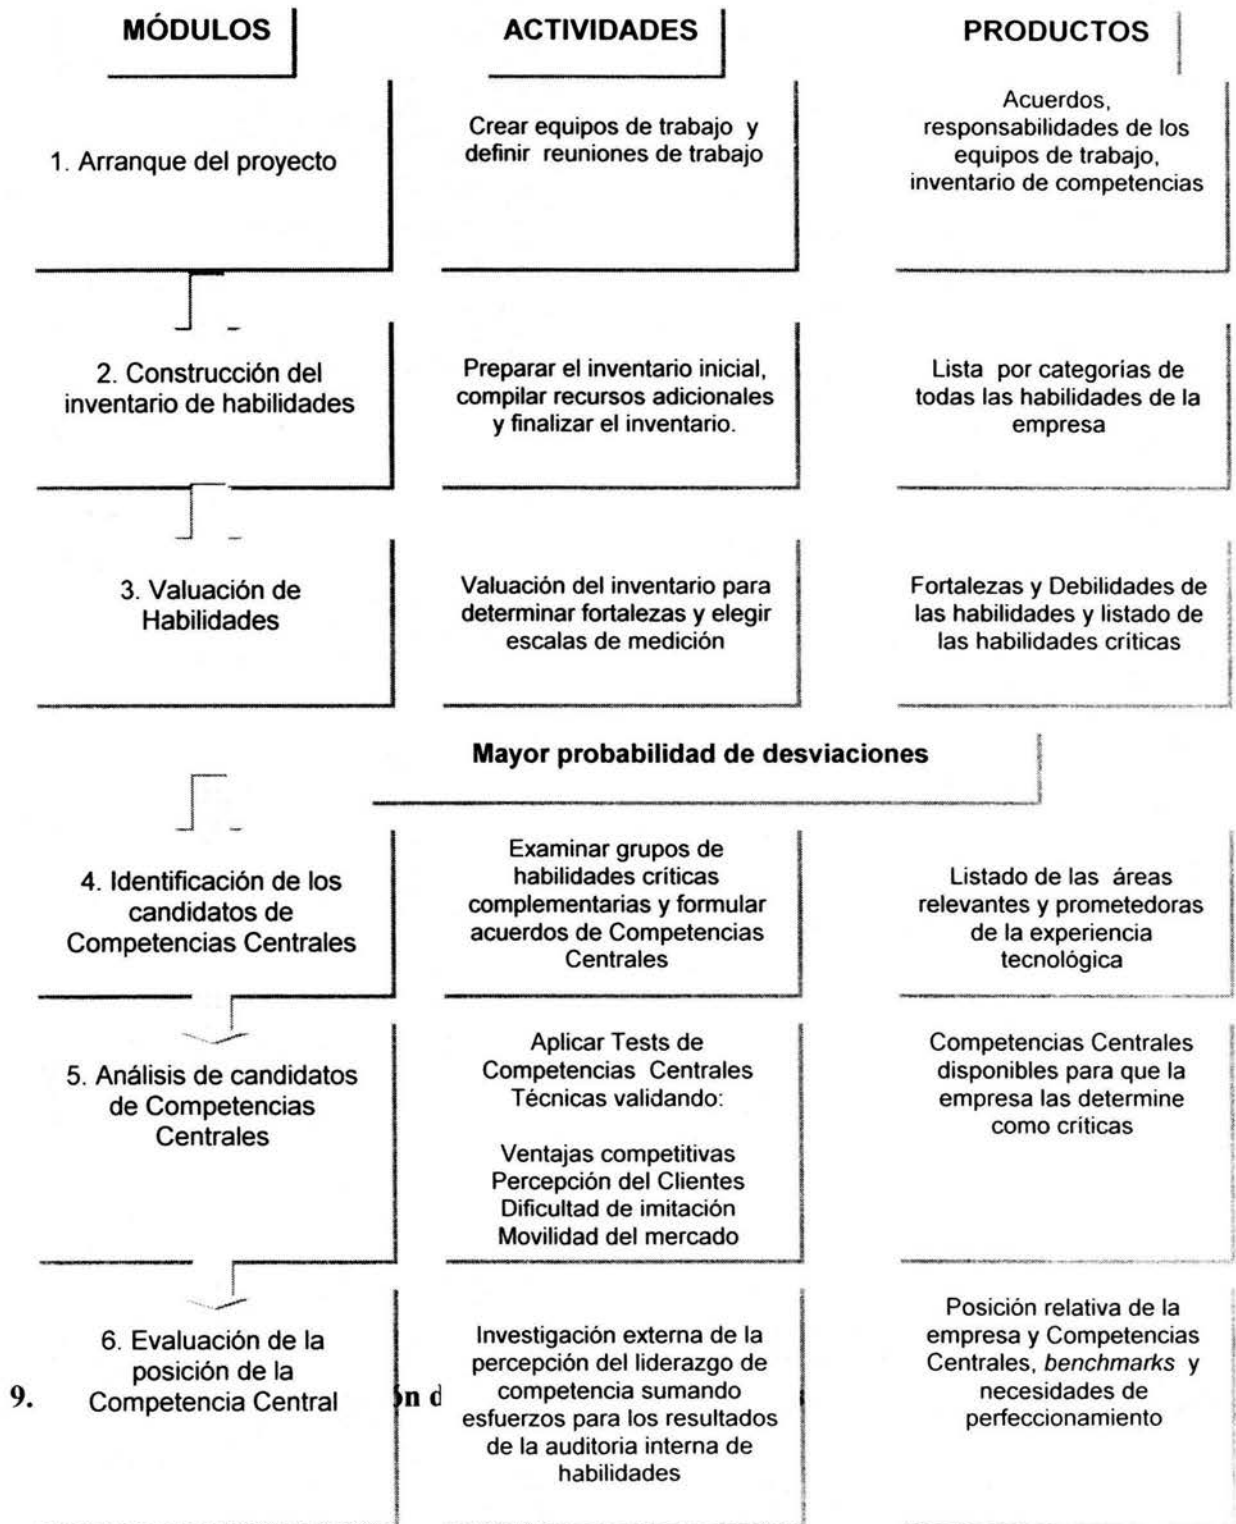 MÓDULOS
ACTIVIDADES
PRODUCTOS
1. Arranque del proyecto
Crear equipos de trabajo y
definir reuniones de trabajo
Acuerdos,
responsabilidades de los
equipos de trabajo,
inventario de competencias
2. Construcción del
inventario de habilidades
Preparar el inventario inicial,
compilar recursos adicionales
y finalizar el inventario.
Lista por categorías de
todas las habilidades de la
empresa
3. Valuación de
Habilidades
Valuación del inventario para
determinar fortalezas y elegir
escalas de medición
Fortalezas y Debilidades de
las habilidades y listado de
las habilidades críticas
Mayor probabilidad de desviaciones
4. Identificación de los
candidatos de
Competencias Centrales
Examinar grupos de
habilidades críticas
complementarias y formular
acuerdos de Competencias
Centrales
Listado de las áreas
relevantes y prometedoras
de la experiencia
tecnológica
5. Análisis de candidatos
de Competencias
Centrales
Aplicar Tests de
Competencias Centrales
Técnicas validando:
Ventajas competitivas
Percepción del Clientes
Dificultad de imitación
Movilidad del mercado
Competencias Centrales
disponibles para que la
empresa las determine
como críticas
6. Evaluación de la
posición de la
Competencia Central
Investigación externa de la
percepción del liderazgo de
competencia sumando
esfuerzos para los resultados
de la auditoria interna de
habilidades
Posición relativa de la
empresa y Competencias
Centrales, benchmarks y
necesidades de
perfeccionamiento
9.